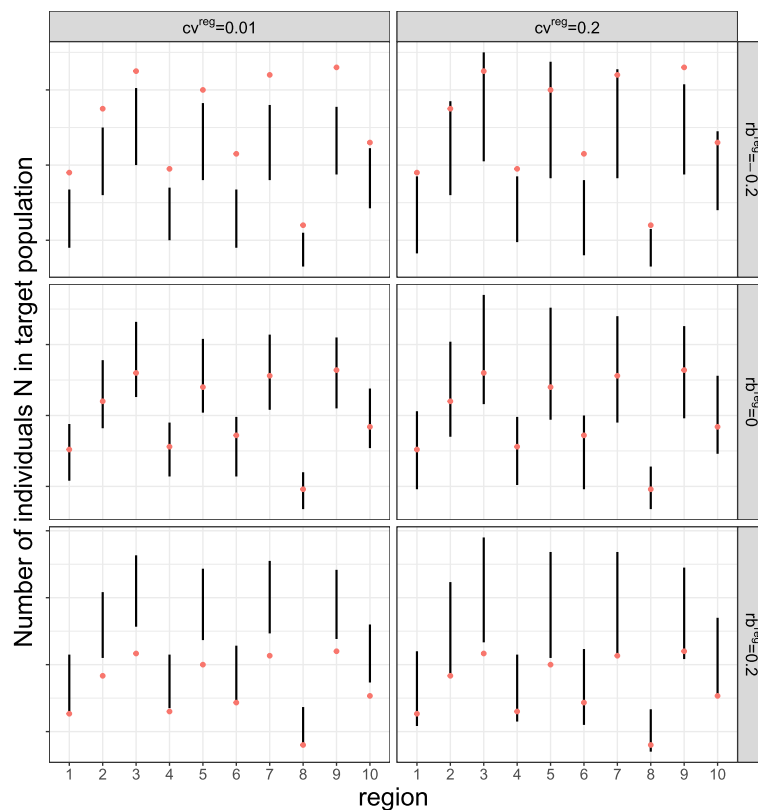 cv^reg=0.01
cv^reg=0.2
rb^reg=−0.2
rb^reg=0
rb^reg=0.2
Number of individuals N in target population
1 2 3 4 5 6 7 8 9 10
1 2 3 4 5 6 7 8 9 10
region